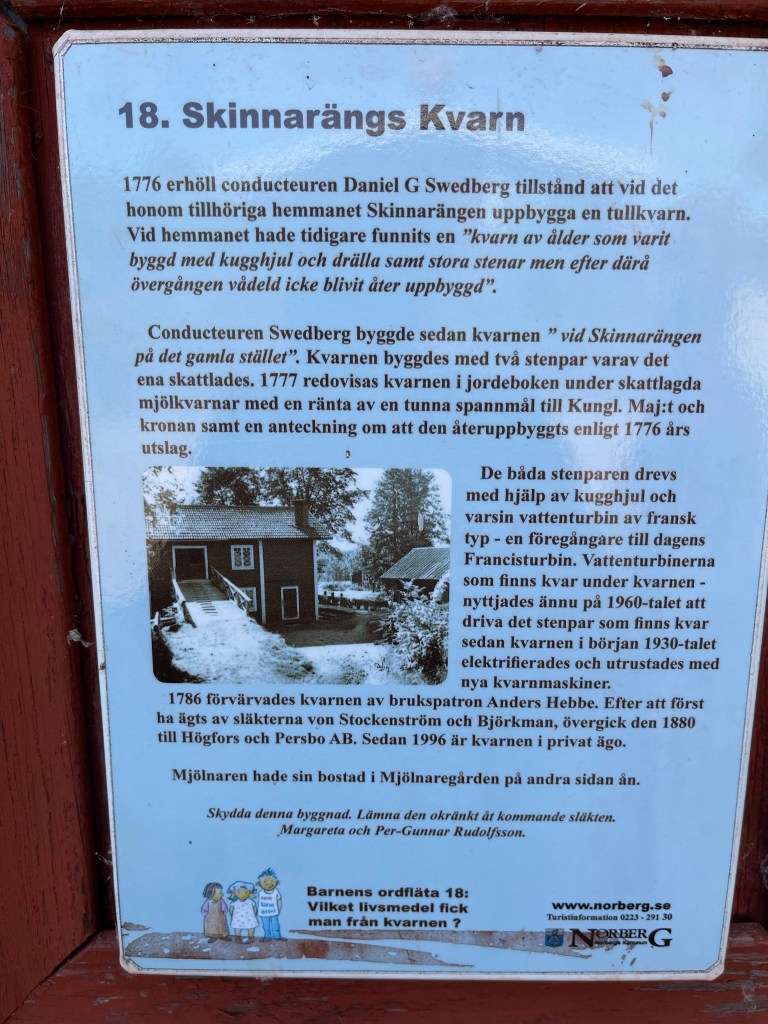 18. Skinnarängs Kvarn
1776 erhöll conducteuren Daniel G Swedberg tillstånd att vid det
honom tillhöriga hemmanet Skinnarängen uppbygga en tullkvarn.
Vid hemmanet hade tidigare funnits en ”kvarn av ålder som varit
byggd med kugghjul och drälla samt stora stenar men efter därå
övergången vådeld icke blivit åter uppbyggd”.
Conducteuren Swedberg byggde sedan kvarnen ” vid Skinnarängen
på det gamla stället”. Kvarnen byggdes med två stenpar varav det
ena skattlades. 1777 redovisas kvarnen i jordeboken under skattlagda
mjölkvarnar med en ränta av en tunna spannmål till Kungl. Maj:t och
kronan samt en anteckning om att den återuppbyggts enligt 1776 års
utslag.
De båda stenparen drevs
med hjälp av kugghjul och
varsin vattenturbin av fransk
typ - en föregångare till dagens
Francisturbin. Vattenturbinerna
som finns kvar under kvarnen -
nyttjades ännu på 1960-talet att
driva det stenpar som finns kvar
sedan kvarnen i början 1930-talet
elektrifierades och utrustades med
nya kvarnmaskiner.
1786 förvärvades kvarnen av brukspatron Anders Hebbe. Efter att först
ha ägts av släkterna von Stockenström och Björkman, övergick den 1880
till Högfors och Persbo AB. Sedan 1996 är kvarnen i privat ägo.
Mjölnaren hade sin bostad i Mjölnaregården på andra sidan ån.
Skydda denna byggnad. Lämna den okränkt åt kommande släkten.
Margareta och Per-Gunnar Rudolfsson.
Barnens ordfläta 18:
Vilket livsmedel fick
man från kvarnen ?
www.norberg.se
Turistinformation 0223 - 291 30
NORBERG
Norbergs Kommun